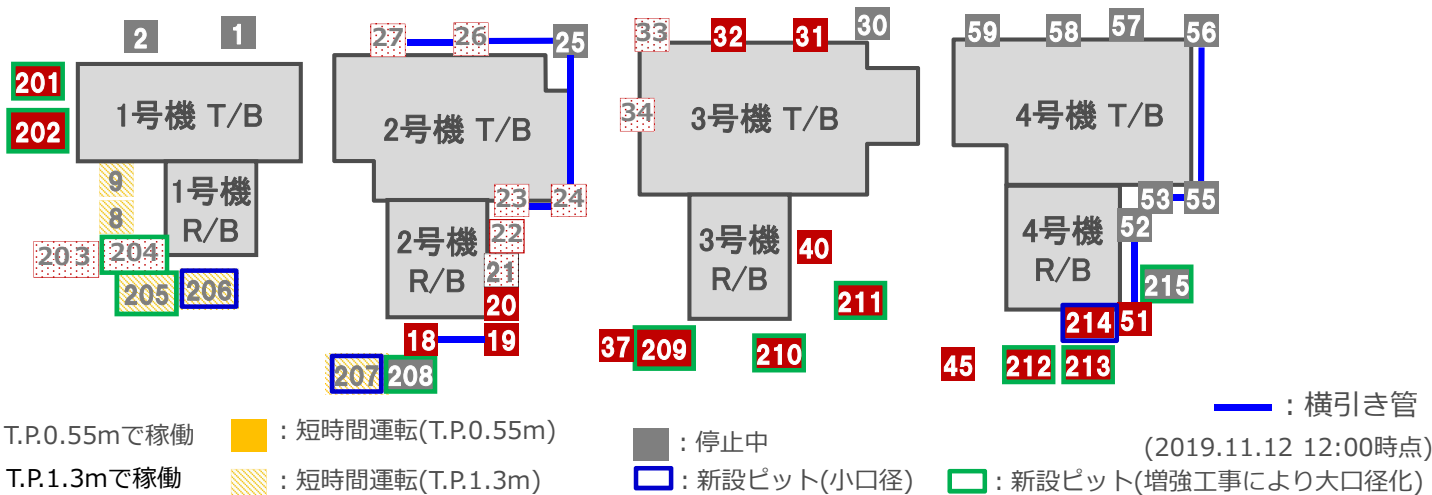 2 1
201
202
1号機 T/B
9
8
1号機
R/B
203 204
205 206
27 26 25
2号機 T/B
23 24
22
21
20
2号機
R/B
18 19
207 208
33 32 31 30
34
3号機 T/B
3号機
R/B
40
211
37 209 210
59 58 57 56
4号機 T/B
53 55
52
4号機
R/B
215
214 51
45 212 213
:横引き管
(2019.11.12 12:00時点)
T.P.0.55mで稼働 :短時間運転(T.P.0.55m) :停止中
T.P.1.3mで稼働 :短時間運転(T.P.1.3m) :新設ピット(小口径) :新設ピット(増強工事により大口径化)